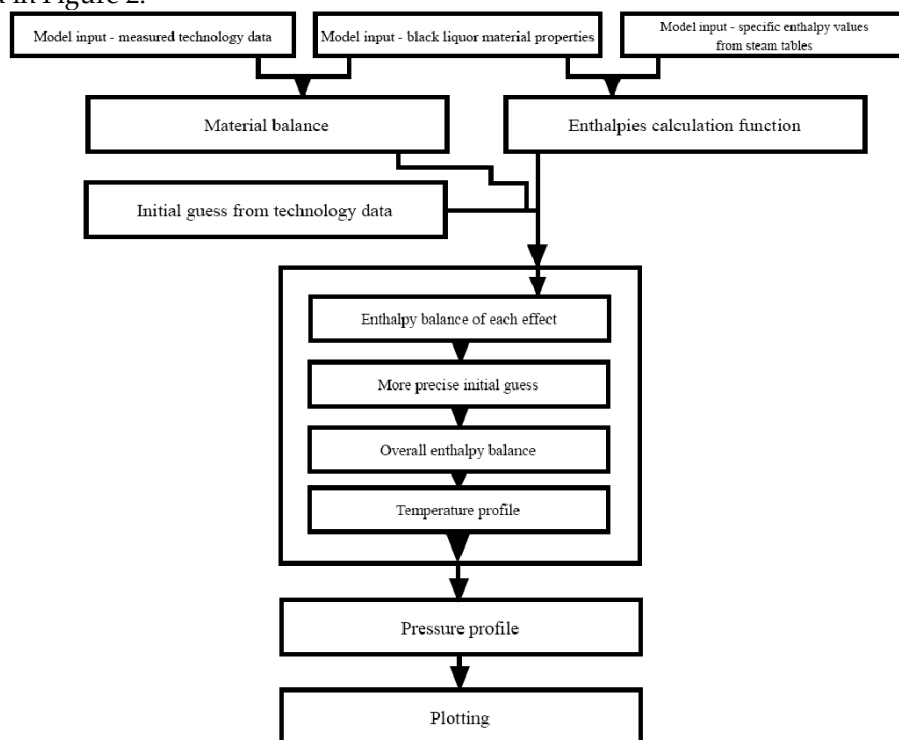 in Figure 2.
Model input - measured technology data
Model input - black liquor material properties
Model input - specific enthalpy values
from steam tables
Material balance
Enthalpies calculation function
Initial guess from technology data
Enthalpy balance of each effect
More precise initial guess
Overall enthalpy balance
Temperature profile
Pressure profile
Plotting